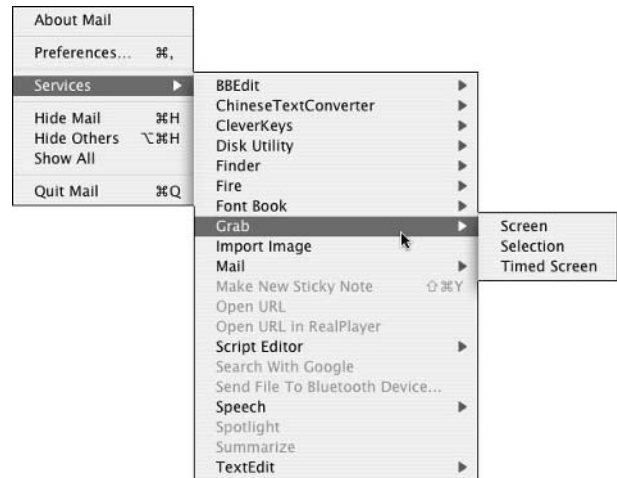 About Mail
Preferences... ⌘,
Services
Hide Mail ⌘H
Hide Others ⌥⌘H
Show All
Quit Mail ⌘Q
BBEdit
ChineseTextConverter
CleverKeys
Disk Utility
Finder
Fire
Font Book
Grab
Import Image
Mail
Make New Sticky Note ⇧⌘Y
Open URL
Open URL in RealPlayer
Script Editor
Search With Google
Send File To Bluetooth Device...
Speech
Spotlight
Summarize
TextEdit
Screen
Selection
Timed Screen